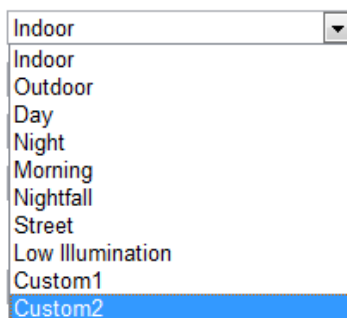 Indoor
Indoor
Outdoor
Day
Night
Morning
Nightfall
Street
Low Illumination
Custom1
Custom2